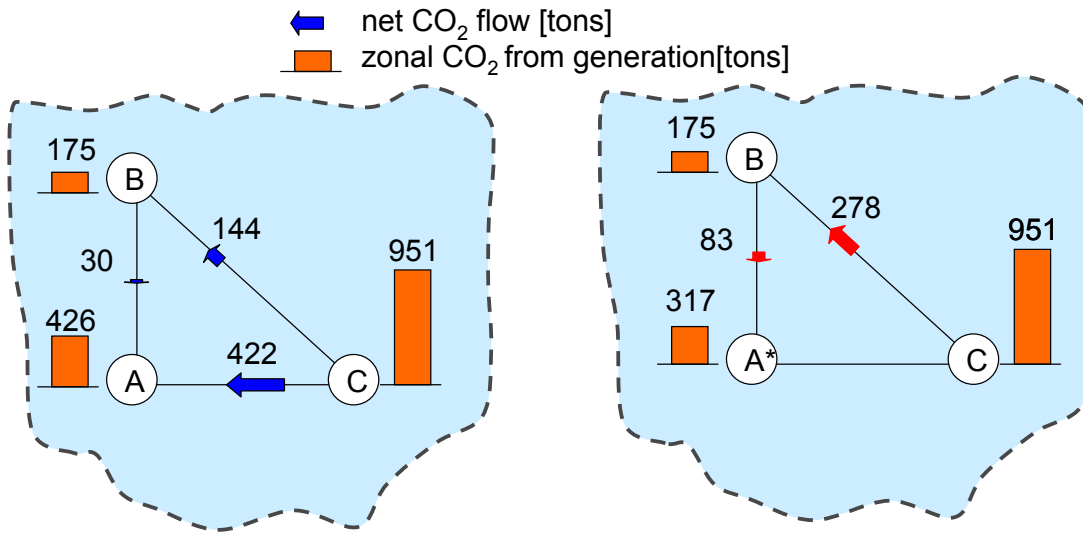 net CO₂ flow [tons]
zonal CO₂ from generation[tons]
175
B
144
30
951
426
422
A
C
175
B
278
83
951
317
A*
C